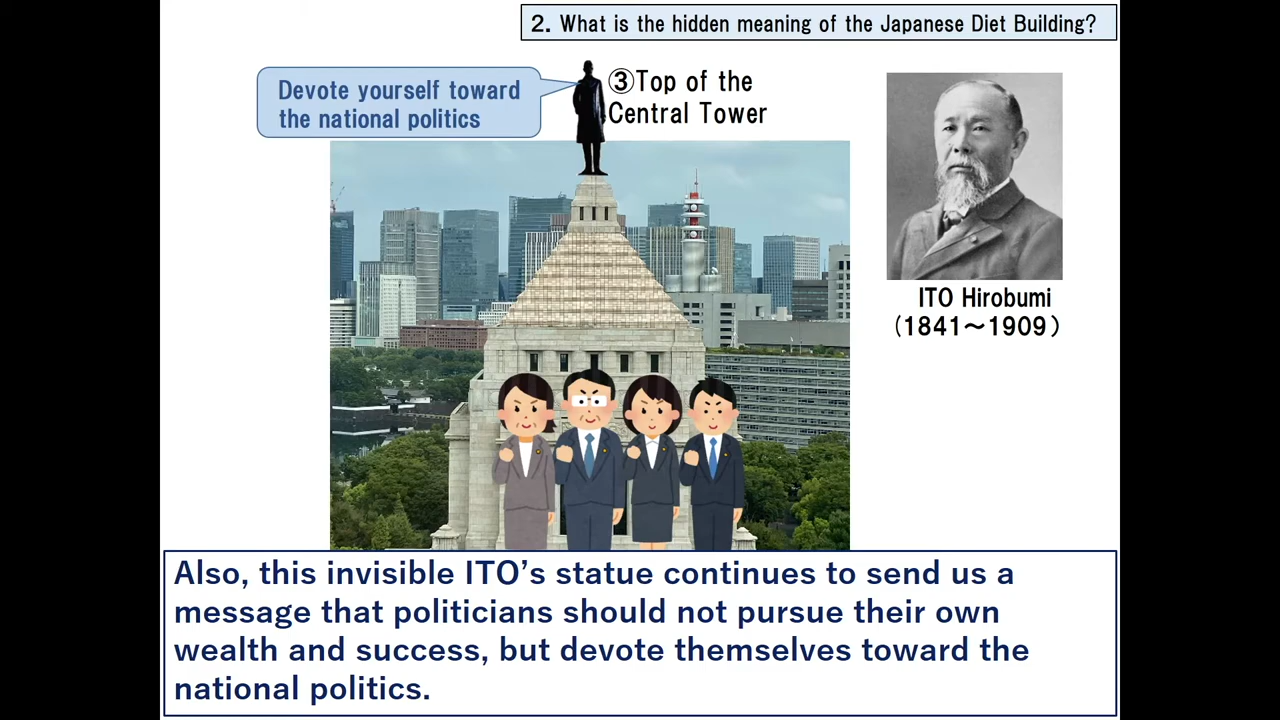 2. What is the hidden meaning of the Japanese Diet Building?
Devote yourself toward
the national politics
③Top of the
Central Tower
ITO Hirobumi
(1841～1909)
Also, this invisible ITO’s statue continues to send us a
message that politicians should not pursue their own
wealth and success, but devote themselves toward the
national politics.